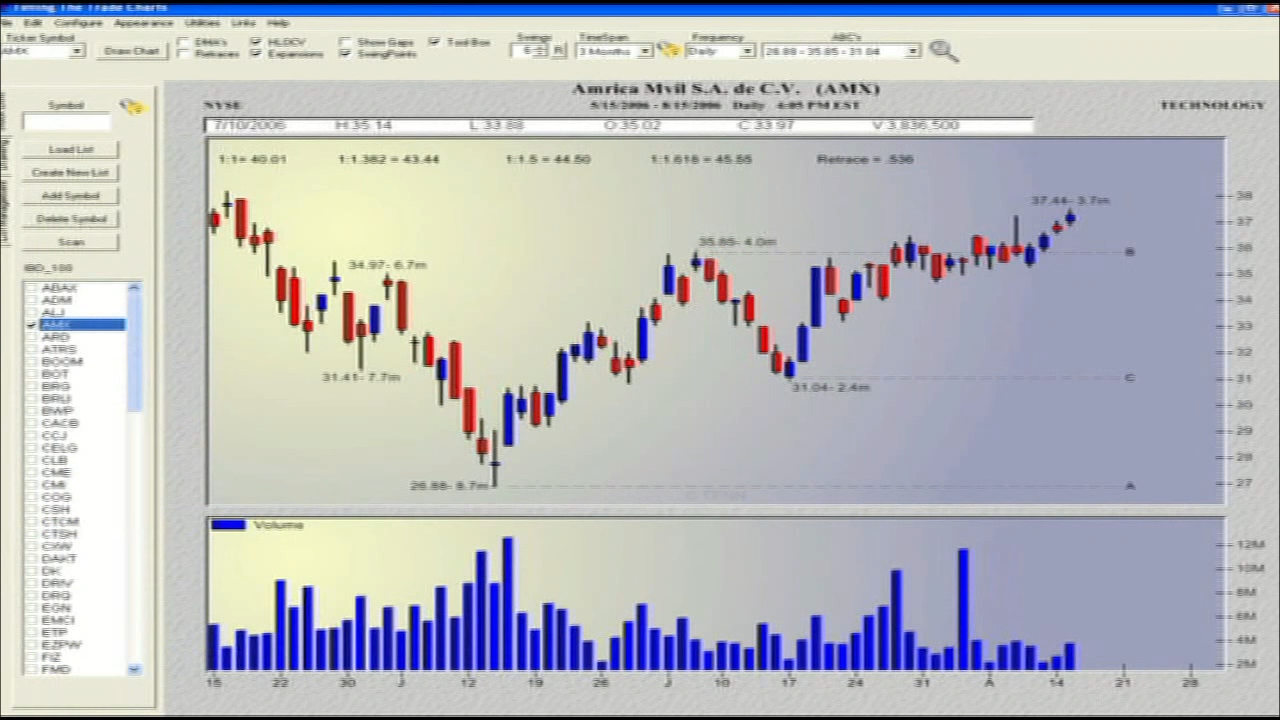 Timing The Trade Charts
Edit Configure Appearance Utilities Links Help
Ticker Symbol
AMX
Draw Chart
DMA's
Retraces
HLOCV
Expansions
Show Gaps
SwingPoints
Tool Box
Swings
6
R
TimeSpan
3 Months
Frequency
Daily
ABC's
26.88 - 35.85 - 31.04
Amrica Mvil S.A. de C.V. (AMX)
NYSE
5/15/2006 - 8/15/2006 Daily 4:05 PM EST
TECHNOLOGY
7/10/2006 H 35.14 L 33.88 O 35.02 C 33.97 V 3,836,500
1:1= 40.01 1:1.382 = 43.44 1:1.5 = 44.50 1:1.618 = 45.55 Retrace = .536
Symbol
Load List
Create New List
Add Symbol
Delete Symbol
Scan
IBD_100
ABAX
ADM
ALJ
AMX
ARD
ATRS
BOOM
BOT
BRG
BRLI
BWP
CACB
CCJ
CELG
CLB
CME
CMI
COG
CSH
CTCM
CTSH
CXW
DAKT
DK
DRIV
DRQ
EGN
EMCI
ETP
EZPW
FIZ
FMD
37.44- 3.7m
35.85- 4.0m
34.97- 6.7m
31.41- 7.7m
31.04- 2.4m
26.88- 8.7m
B
C
A
38
37
36
35
34
33
32
31
30
29
28
27
Volume
12M
10M
8M
6M
4M
2M
15 22 30 J 12 19 26 J 10 17 24 31 A 14 21 28